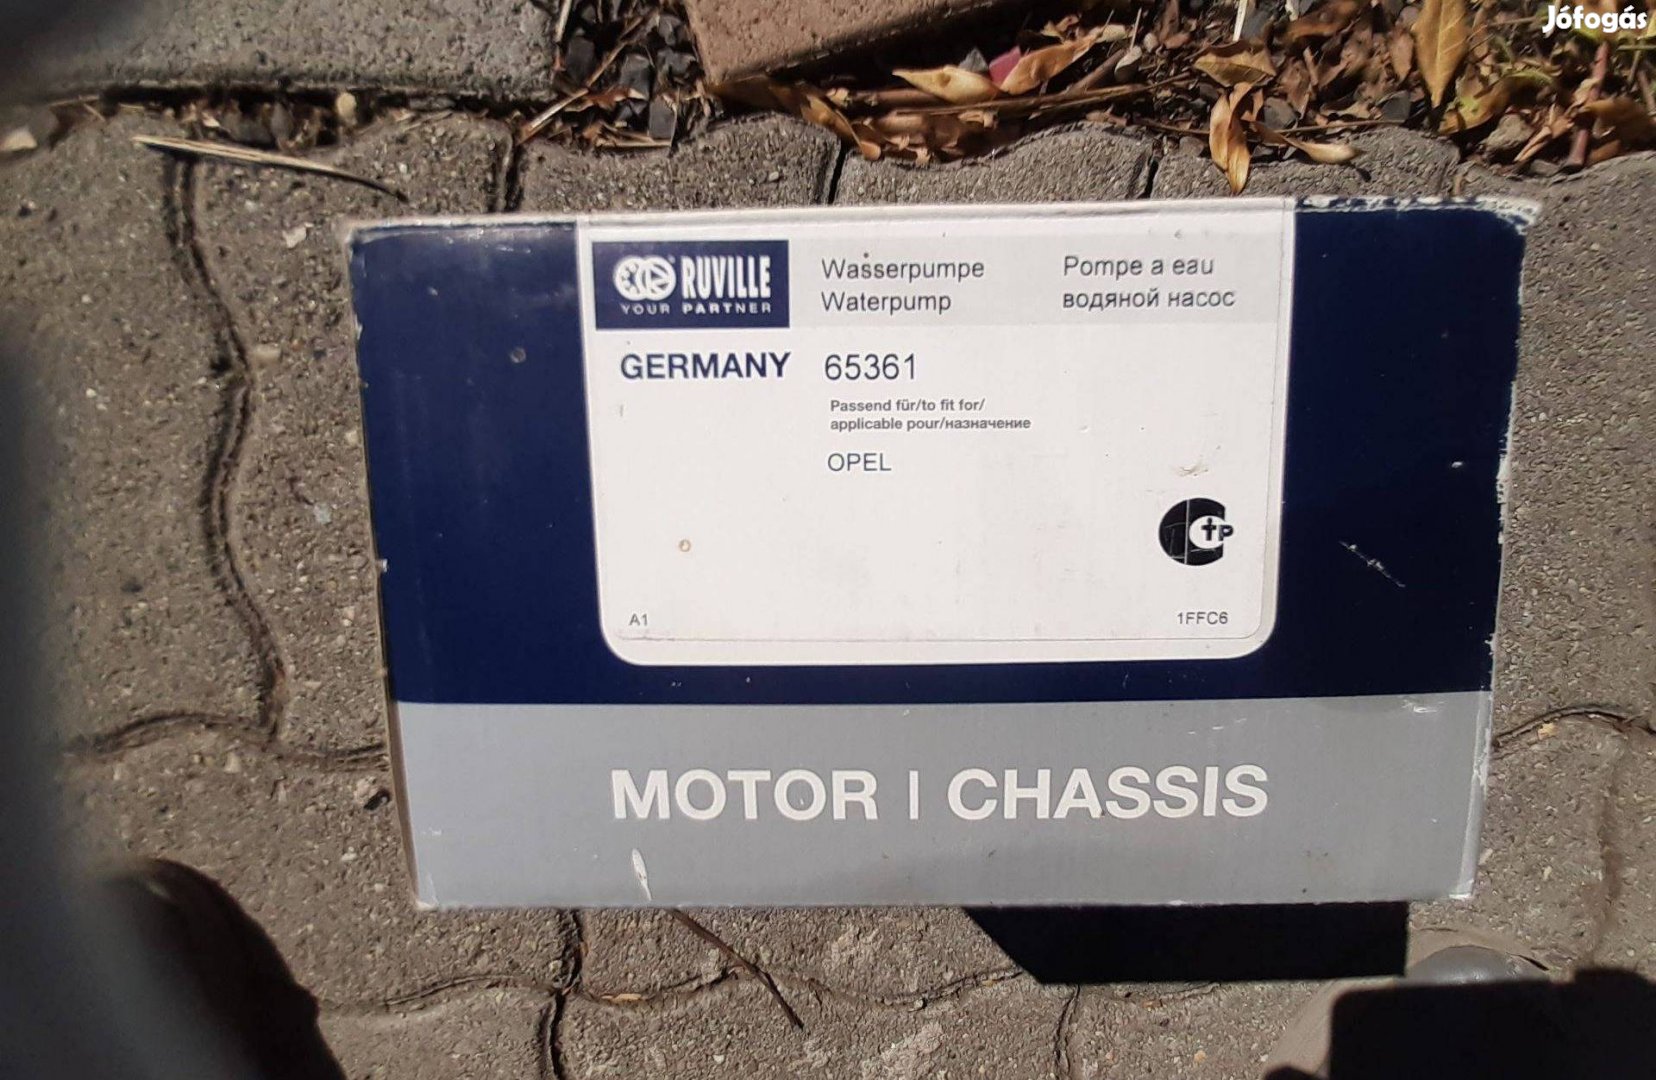 Jófogás
RUVILLE
YOUR PARTNER
Wasserpumpe
Waterpump
Pompe a eau
водяной насос
GERMANY 65361
Passend für/to fit for/
applicable pour/назначение
OPEL
A1
1FFC6
MOTOR | CHASSIS